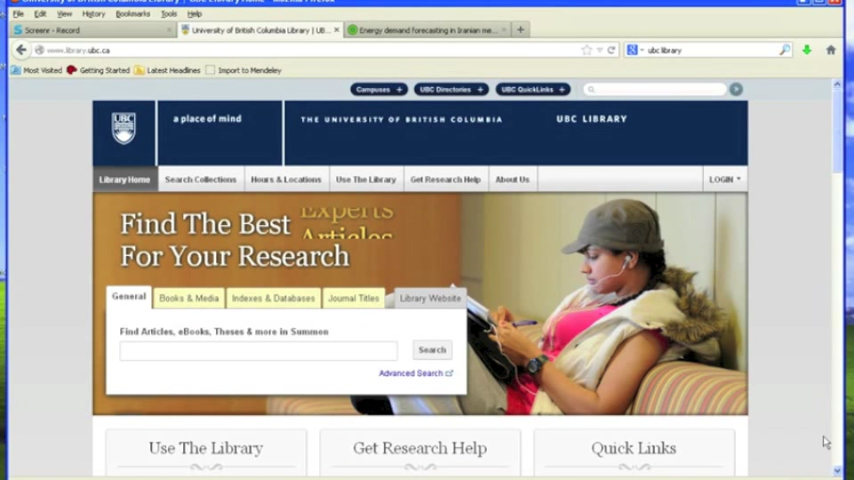 University of British Columbia Library | UBC Library Home - Mozilla Firefox
File Edit View History Bookmarks Tools Help
Screenr - Record
University of British Columbia Library | UB...
Energy demand forecasting in Iranian me...
www.library.ubc.ca
ubc library
Most Visited Getting Started Latest Headlines Import to Mendeley
Campuses + UBC Directories + UBC QuickLinks +
UBC
a place of mind
THE UNIVERSITY OF BRITISH COLUMBIA
UBC LIBRARY
Library Home Search Collections Hours & Locations Use The Library Get Research Help About Us LOGIN
Find The Best Experts
Articles
For Your Research
General Books & Media Indexes & Databases Journal Titles Library Website
Find Articles, eBooks, Theses & more in Summon
Search
Advanced Search
Use The Library Get Research Help Quick Links